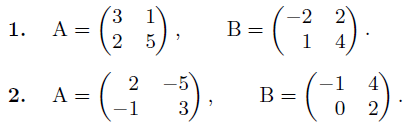 1. A = (3 1; 2 5), B = (−2 2; 1 4).
2. A = (2 −5; −1 3), B = (−1 4; 0 2).